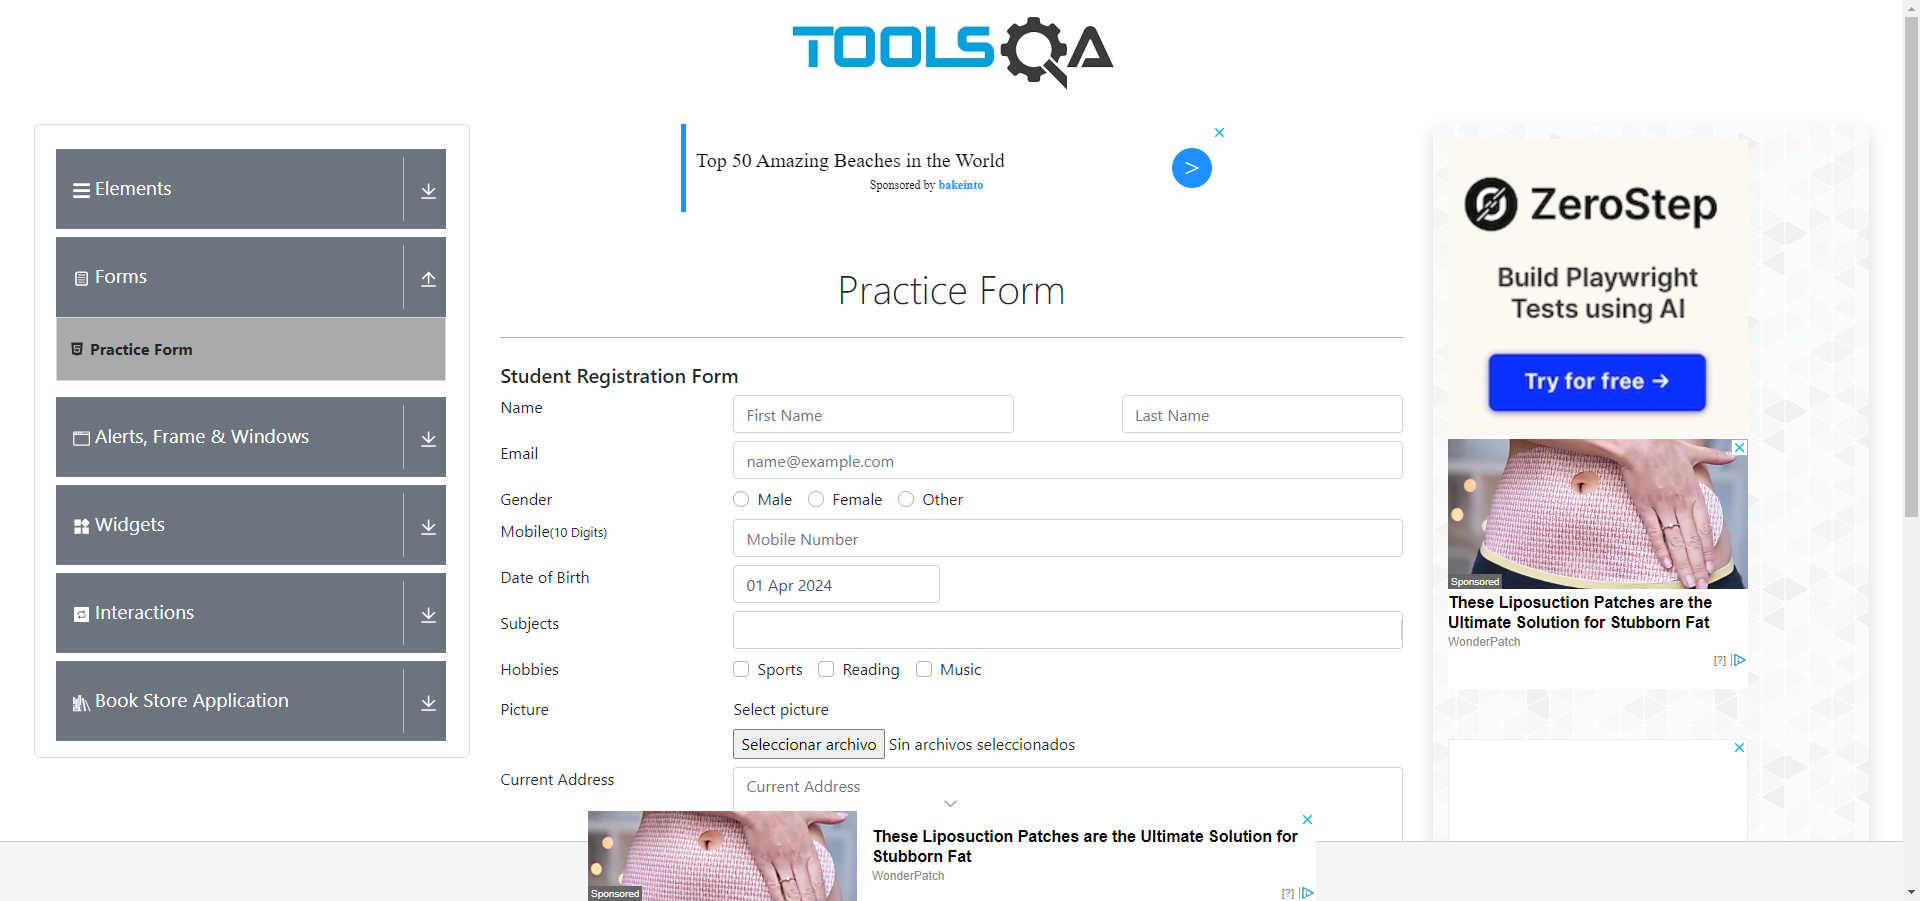 TOOLSQA
Elements
Forms
Practice Form
Alerts, Frame & Windows
Widgets
Interactions
Book Store Application
Top 50 Amazing Beaches in the World
Sponsored by bakeinto
>
Practice Form
Student Registration Form
Name
First Name
Last Name
Email
name@example.com
Gender
Male
Female
Other
Mobile(10 Digits)
Mobile Number
Date of Birth
01 Apr 2024
Subjects
Hobbies
Sports
Reading
Music
Picture
Select picture
Seleccionar archivo
Sin archivos seleccionados
Current Address
Current Address
ZeroStep
Build Playwright
Tests using AI
Try for free →
Sponsored
These Liposuction Patches are the
Ultimate Solution for Stubborn Fat
WonderPatch
[?]
Sponsored
These Liposuction Patches are the Ultimate Solution for
Stubborn Fat
WonderPatch
[?]